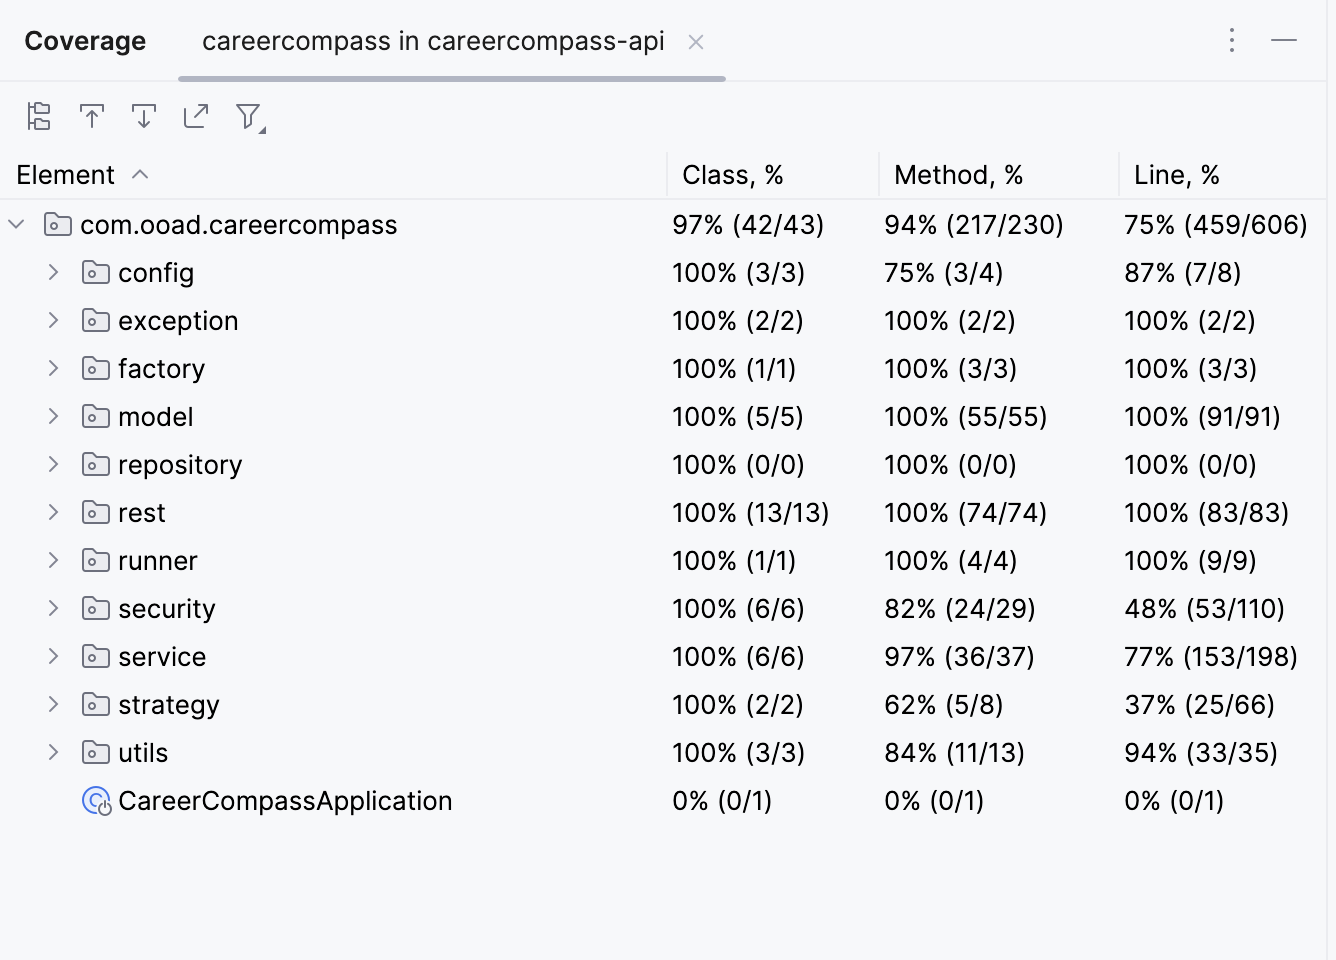 Coverage careercompass in careercompass-api
Element Class, % Method, % Line, %
com.ooad.careercompass 97% (42/43) 94% (217/230) 75% (459/606)
config 100% (3/3) 75% (3/4) 87% (7/8)
exception 100% (2/2) 100% (2/2) 100% (2/2)
factory 100% (1/1) 100% (3/3) 100% (3/3)
model 100% (5/5) 100% (55/55) 100% (91/91)
repository 100% (0/0) 100% (0/0) 100% (0/0)
rest 100% (13/13) 100% (74/74) 100% (83/83)
runner 100% (1/1) 100% (4/4) 100% (9/9)
security 100% (6/6) 82% (24/29) 48% (53/110)
service 100% (6/6) 97% (36/37) 77% (153/198)
strategy 100% (2/2) 62% (5/8) 37% (25/66)
utils 100% (3/3) 84% (11/13) 94% (33/35)
CareerCompassApplication 0% (0/1) 0% (0/1) 0% (0/1)